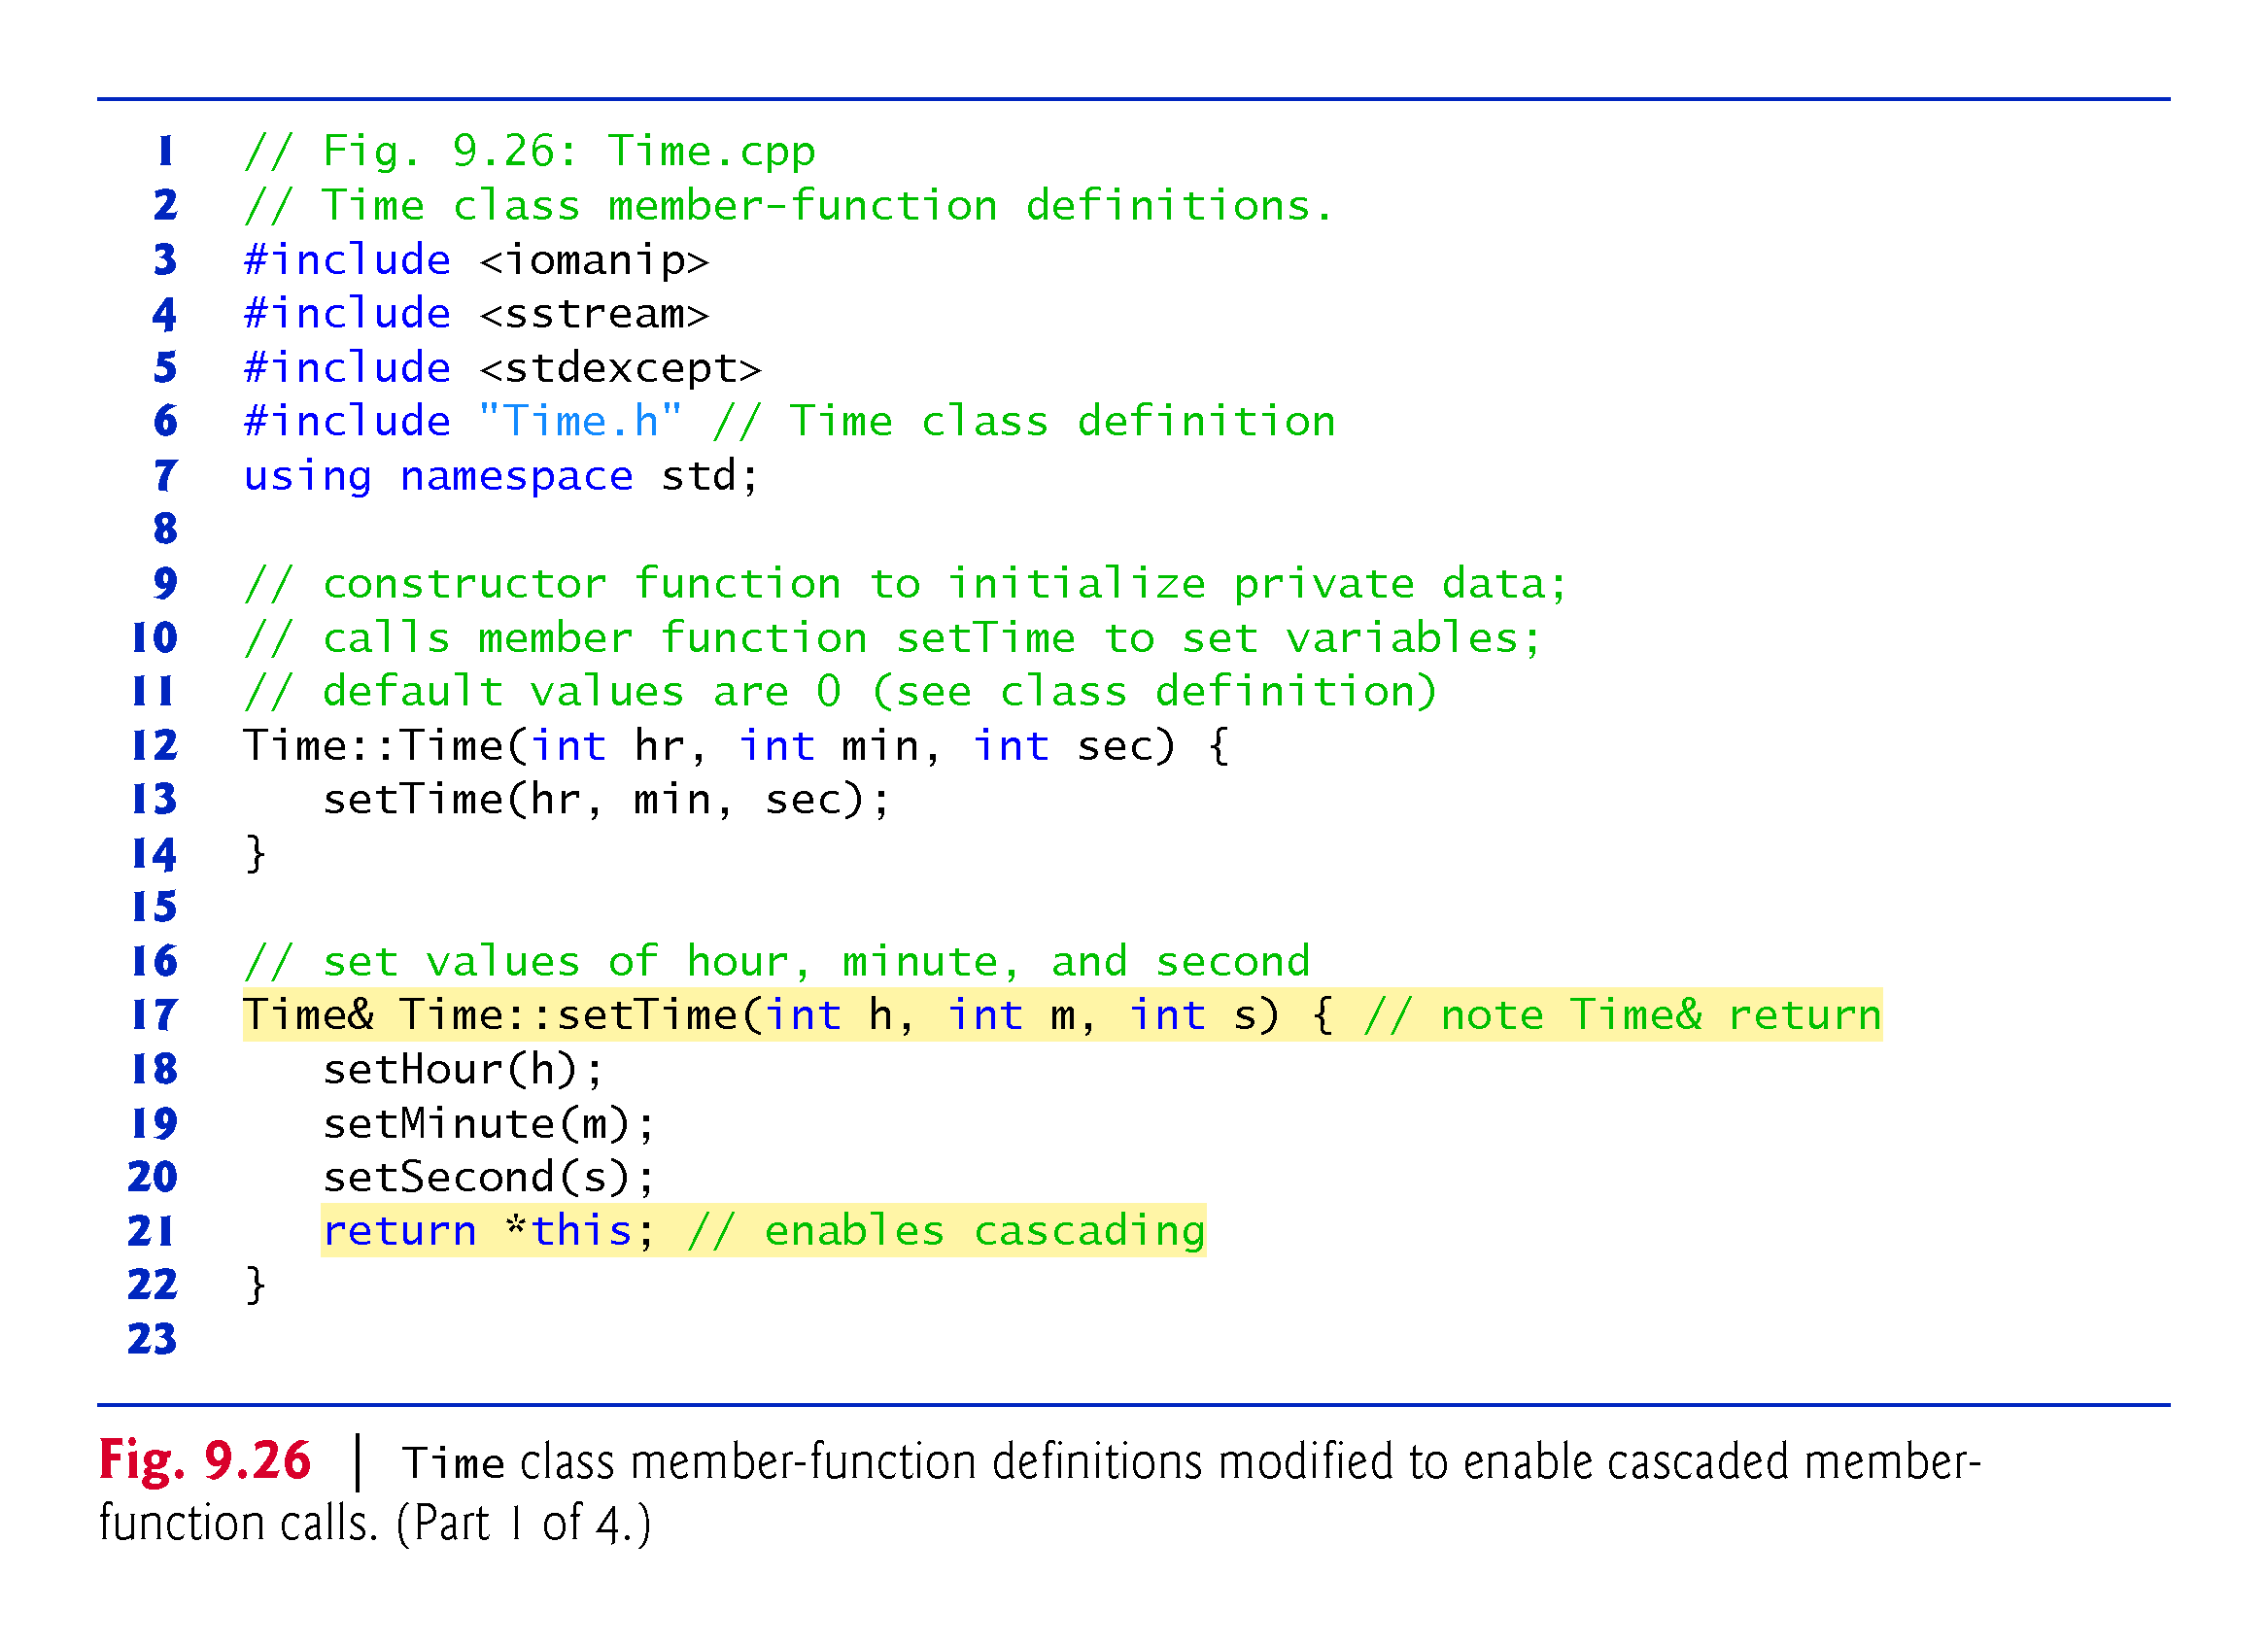 1 // Fig. 9.26: Time.cpp
2 // Time class member-function definitions.
3 #include <iomanip>
4 #include <sstream>
5 #include <stdexcept>
6 #include "Time.h" // Time class definition
7 using namespace std;
8
9 // constructor function to initialize private data;
10 // calls member function setTime to set variables;
11 // default values are 0 (see class definition)
12 Time::Time(int hr, int min, int sec) {
13    setTime(hr, min, sec);
14 }
15
16 // set values of hour, minute, and second
17 Time& Time::setTime(int h, int m, int s) { // note Time& return
18    setHour(h);
19    setMinute(m);
20    setSecond(s);
21    return *this; // enables cascading
22 }
23
Fig. 9.26 | Time class member-function definitions modified to enable cascaded member-
function calls. (Part 1 of 4.)